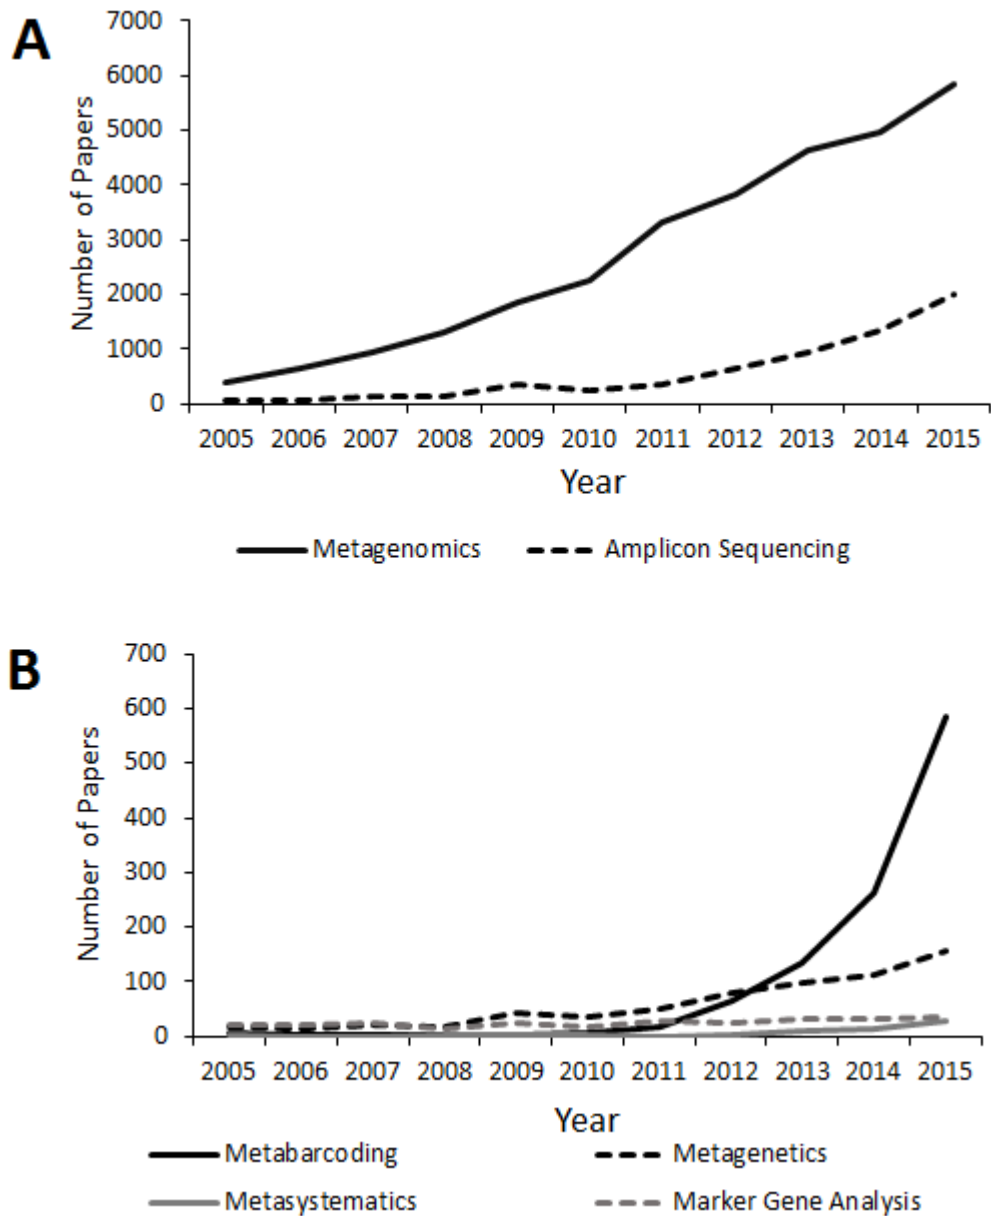 A
7000
6000
5000
4000
3000
2000
1000
0
Number of Papers
2005 2006 2007 2008 2009 2010 2011 2012 2013 2014 2015
Year
Metagenomics Amplicon Sequencing
B
700
600
500
400
300
200
100
0
Number of Papers
2005 2006 2007 2008 2009 2010 2011 2012 2013 2014 2015
Year
Metabarcoding Metagenetics
Metasystematics Marker Gene Analysis